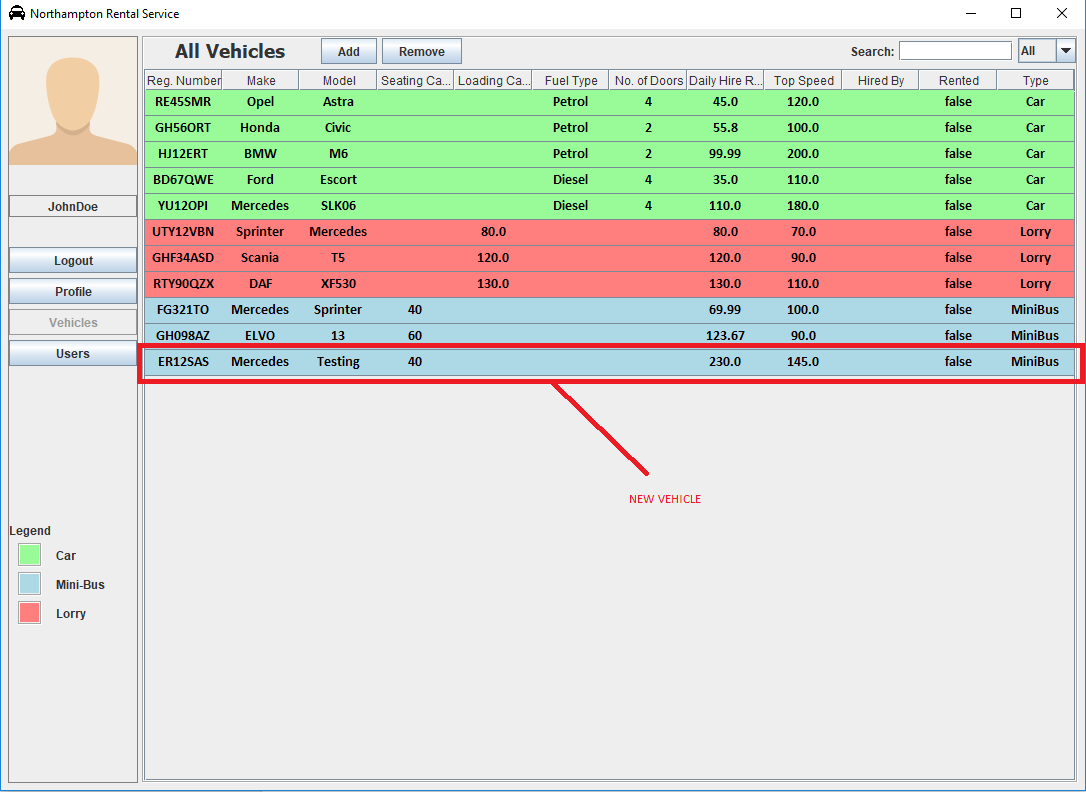 Northampton Rental Service
All Vehicles Add Remove Search: All
Reg. Number Make Model Seating Ca... Loading Ca... Fuel Type No. of Doors Daily Hire R... Top Speed Hired By Rented Type
RE45SMR Opel Astra Petrol 4 45.0 120.0 false Car
GH56ORT Honda Civic Petrol 2 55.8 100.0 false Car
HJ12ERT BMW M6 Petrol 2 99.99 200.0 false Car
BD67QWE Ford Escort Diesel 4 35.0 110.0 false Car
YU12OPI Mercedes SLK06 Diesel 4 110.0 180.0 false Car
UTY12VBN Sprinter Mercedes 80.0 80.0 70.0 false Lorry
GHF34ASD Scania T5 120.0 120.0 90.0 false Lorry
RTY90QZX DAF XF530 130.0 130.0 110.0 false Lorry
FG321TO Mercedes Sprinter 40 69.99 100.0 false MiniBus
GH098AZ ELVO 13 60 123.67 90.0 false MiniBus
ER12SAS Mercedes Testing 40 230.0 145.0 false MiniBus
NEW VEHICLE
JohnDoe
Logout
Profile
Vehicles
Users
Legend
Car
Mini-Bus
Lorry